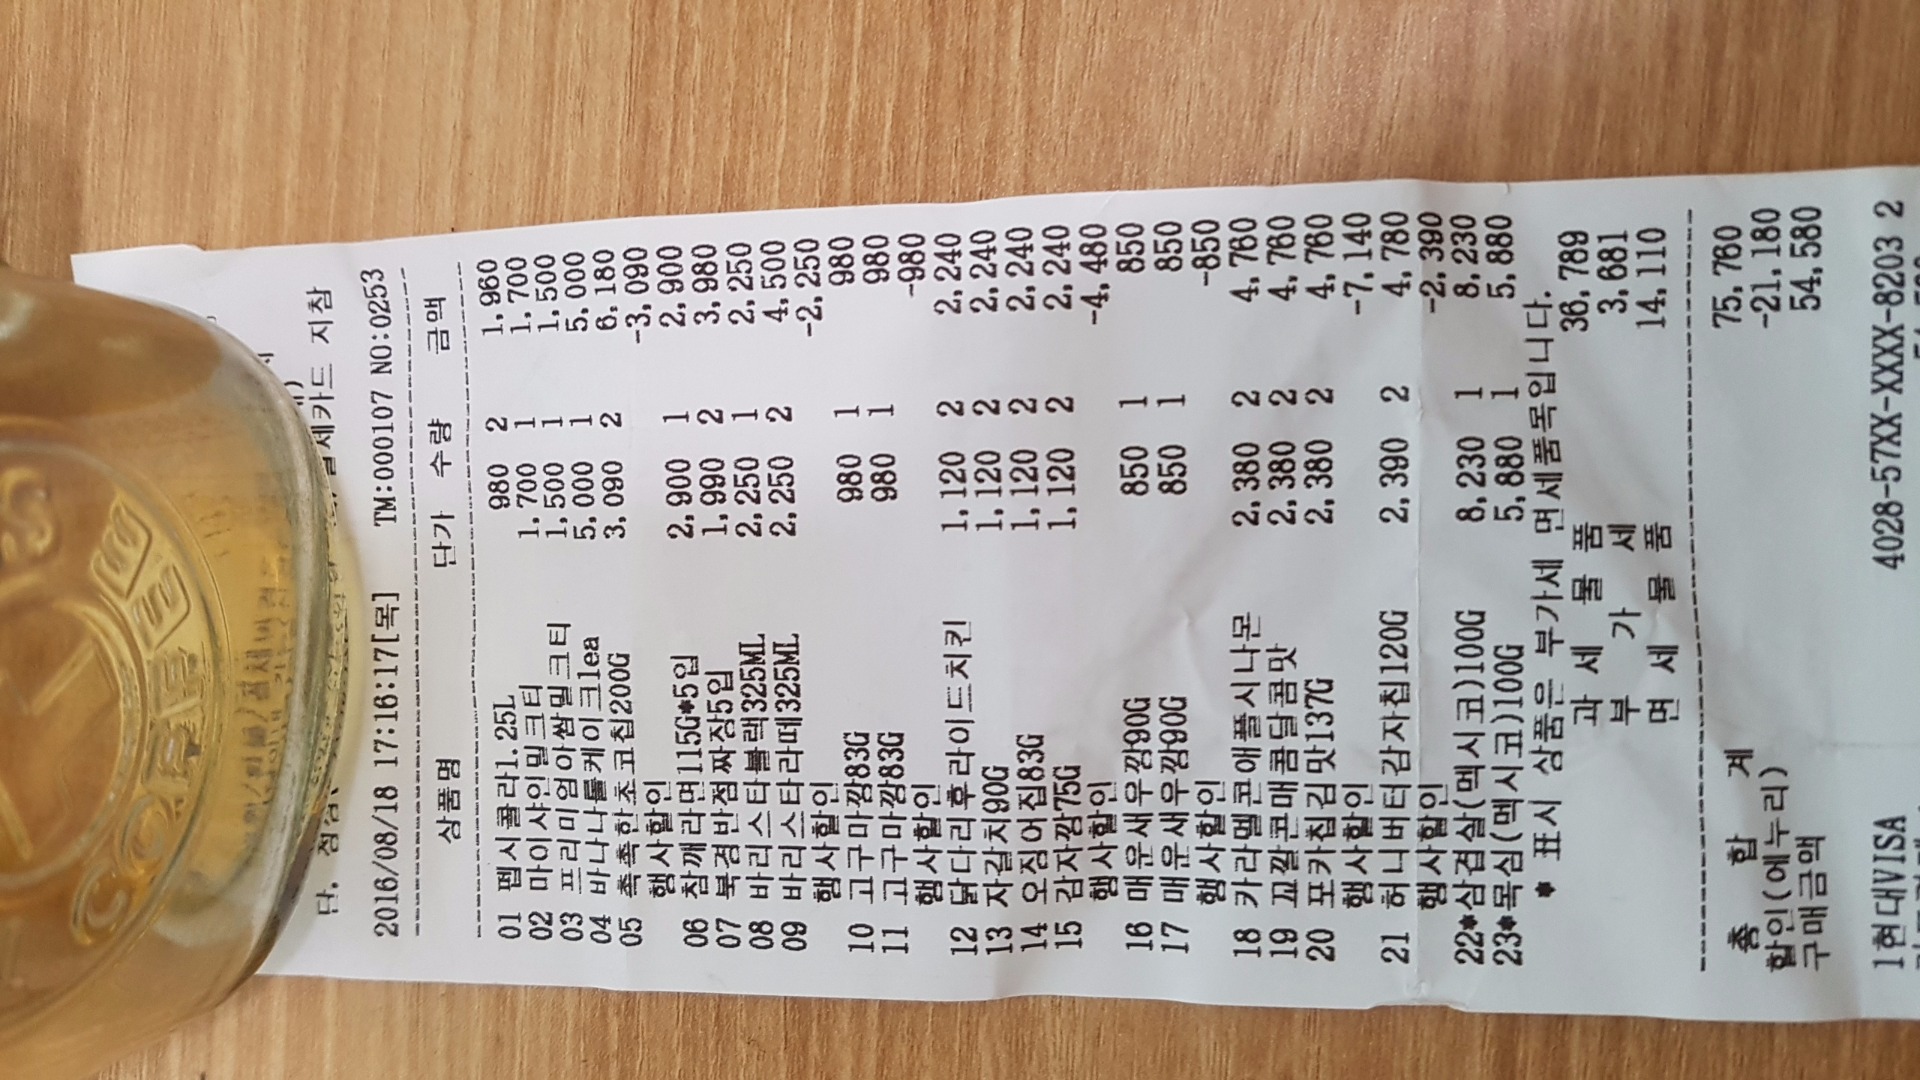 COFFEE
단.
지참
2016/08/18 17:16:17[목] TM:000107 NO:0253
상품명 단가 수량 금액
01 펩시콜라1.25L 980 2 1,960
02 마이샤인밀크티 1,700 1 1,700
03 프리미엄아쌈밀크티 1,500 1 1,500
04 바나나롤케이크1ea 5,000 1 5,000
05 촉촉한초코칩200G 3,090 2 6,180
행사할인 -3,090
06 참깨라면115G*5입 2,900 1 2,900
07 북경반점짜장5입 1,990 2 3,980
08 바리스타블랙325ML 2,250 1 2,250
09 바리스타라떼325ML 2,250 2 4,500
행사할인 -2,250
10 고구마깡83G 980 1 980
11 고구마깡83G 980 1 980
행사할인 -980
12 닭다리후라이드치킨 1,120 2 2,240
13 자갈치90G 1,120 2 2,240
14 오징어집83G 1,120 2 2,240
15 감자깡75G 1,120 2 2,240
행사할인 -4,480
16 매운새우깡90G 850 1 850
17 매운새우깡90G 850 1 850
행사할인 -850
18 카라멜콘애플시나몬 2,380 2 4,760
19 꼬깔콘매콤달콤맛 2,380 2 4,760
20 포카칩김맛137G 2,380 2 4,760
행사할인 -7,140
21 허니버터감자칩120G 2,390 2 4,780
행사할인 -2,390
22*삼겹살(멕시코)100G 8,230 1 8,230
23*목심(멕시코)100G 5,880 1 5,880
* 표시 상품은 부가세 면세품목입니다.
과 세 물 품 36,789
부 가 세 3,681
면 세 물 품 14,110
총 합 계 75,760
할인(에누리) -21,180
구매금액 54,580
1현대VISA 4028-57XX-XXXX-8203 2